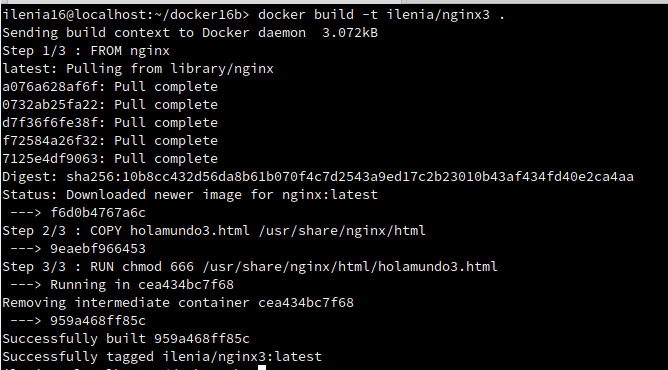 ilenia16@localhost:~/docker16b> docker build -t ilenia/nginx3 .
Sending build context to Docker daemon  3.072kB
Step 1/3 : FROM nginx
latest: Pulling from library/nginx
a076a628af6f: Pull complete
0732ab25fa22: Pull complete
d7f36f6fe38f: Pull complete
f72584a26f32: Pull complete
7125e4df9063: Pull complete
Digest: sha256:10b8cc432d56da8b61b070f4c7d2543a9ed17c2b23010b43af434fd40e2ca4aa
Status: Downloaded newer image for nginx:latest
 ---> f6d0b4767a6c
Step 2/3 : COPY holamundo3.html /usr/share/nginx/html
 ---> 9eaebf966453
Step 3/3 : RUN chmod 666 /usr/share/nginx/html/holamundo3.html
 ---> Running in cea434bc7f68
Removing intermediate container cea434bc7f68
 ---> 959a468ff85c
Successfully built 959a468ff85c
Successfully tagged ilenia/nginx3:latest